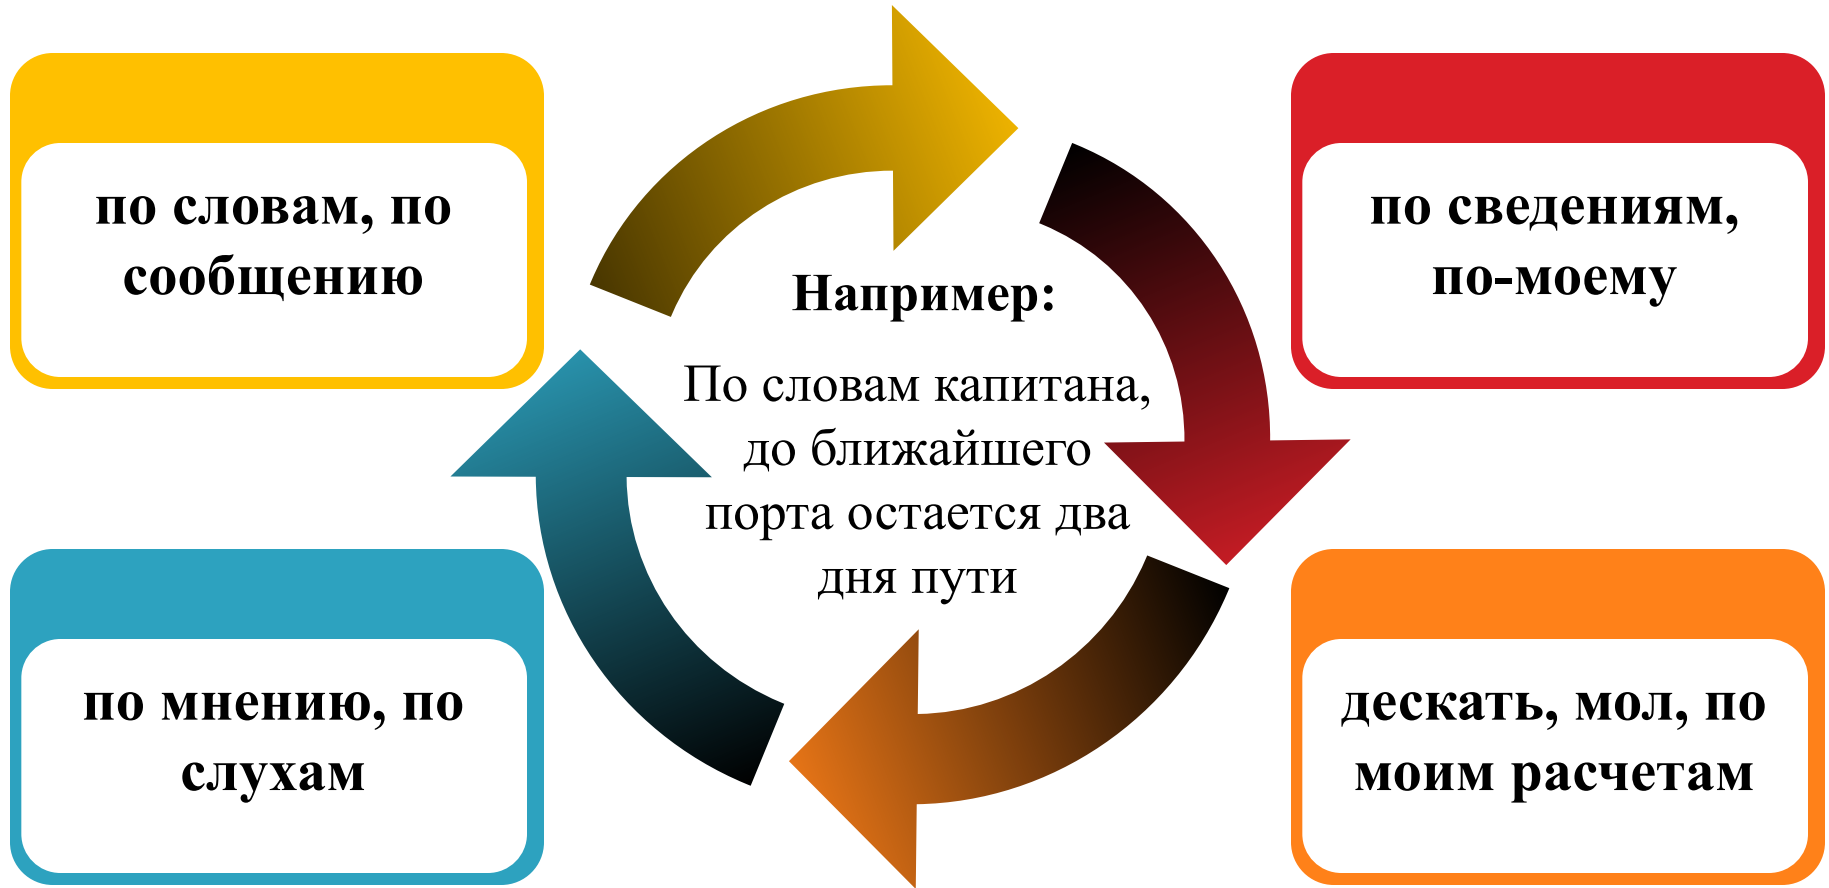 по словам, по
сообщению
по сведениям,
по-моему
Например:
По словам капитана,
до ближайшего
порта остается два
дня пути
по мнению, по
слухам
дескать, мол, по
моим расчетам